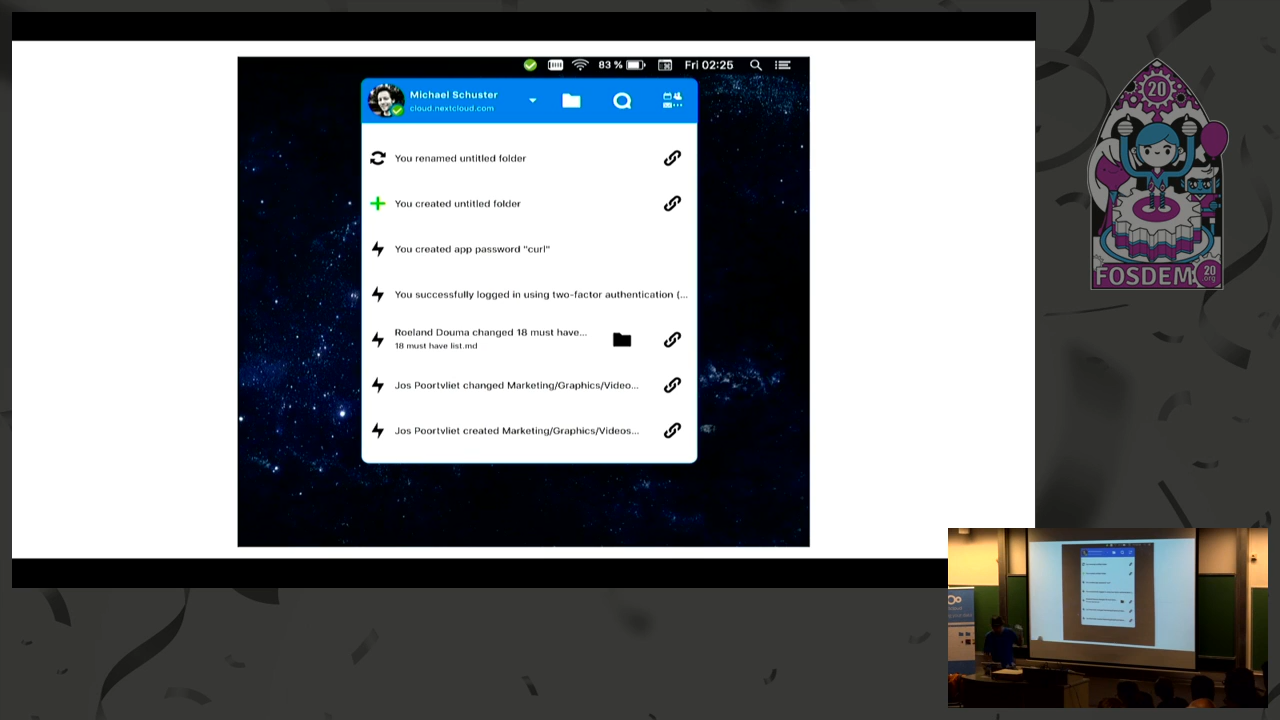 83 %
Fri 02:25
Michael Schuster
cloud.nextcloud.com
You renamed untitled folder
You created untitled folder
You created app password "curl"
You successfully logged in using two-factor authentication (...
Roeland Douma changed 18 must have...
18 must have list.md
Jos Poortvliet changed Marketing/Graphics/Video...
Jos Poortvliet created Marketing/Graphics/Videos...
20
FOSDEM
20
.org